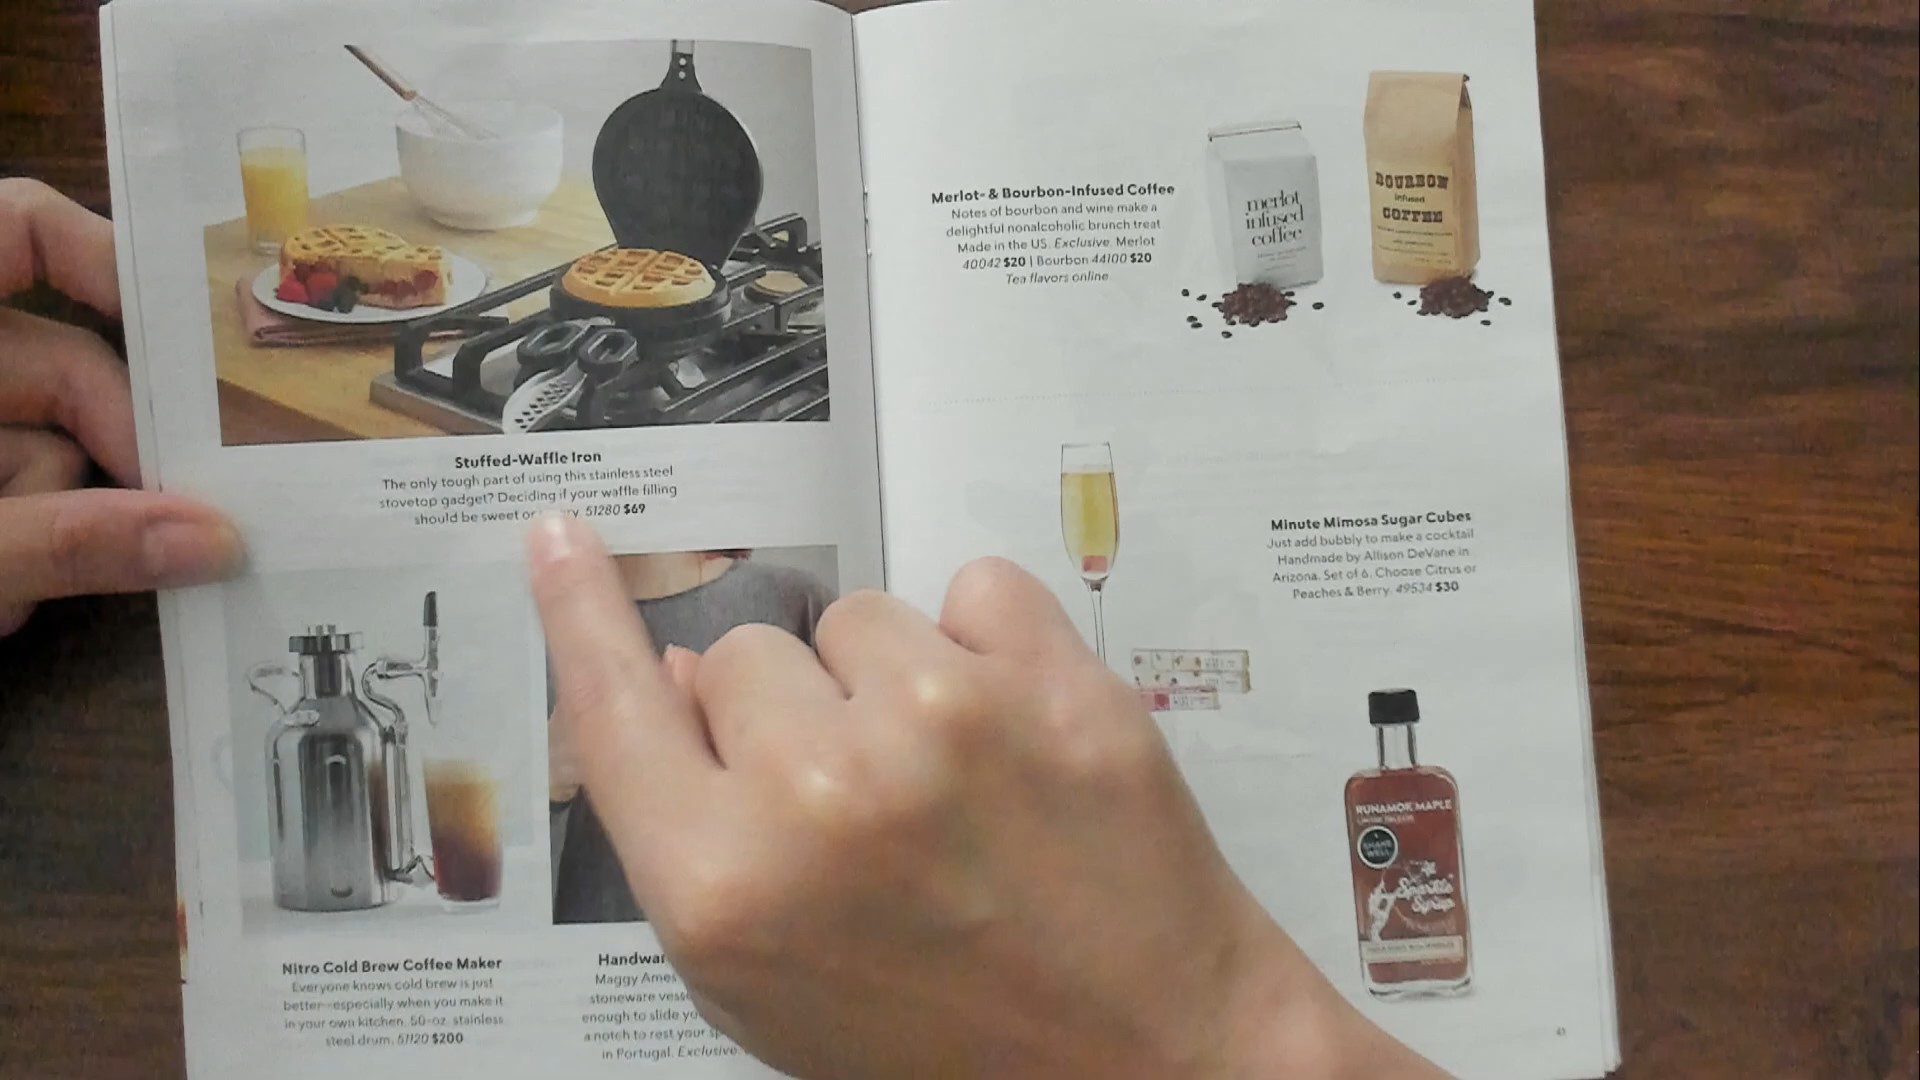 Stuffed-Waffle Iron
The only tough part of using this stainless steel
stovetop gadget? Deciding if your waffle filling
should be sweet or 51280 $69
Nitro Cold Brew Coffee Maker
Everyone knows cold brew is just
better–especially when you make it
in your own kitchen. 50-oz. stainless
steel drum. 51120 $200
Maggy Ames
stoneware
enough to slide
a notch to rest your
in Portugal. Exclusive.
Merlot- & Bourbon-Infused Coffee
Notes of bourbon and wine make a
delightful nonalcoholic brunch treat
Made in the US. Exclusive. Merlot
40042 $20 | Bourbon 44100 $20
Tea flavors online
merlot
infused
coffee
BOURBON
infused
COFFEE
Minute Mimosa Sugar Cubes
Just add bubbly to make a cocktail
Handmade by Allison DeVane in
Arizona. Set of 6. Choose Citrus or
Peaches & Berry. 49534 $30
RUNAMOK MAPLE
SHAKE
WELL
Sparkle
Syrup
41